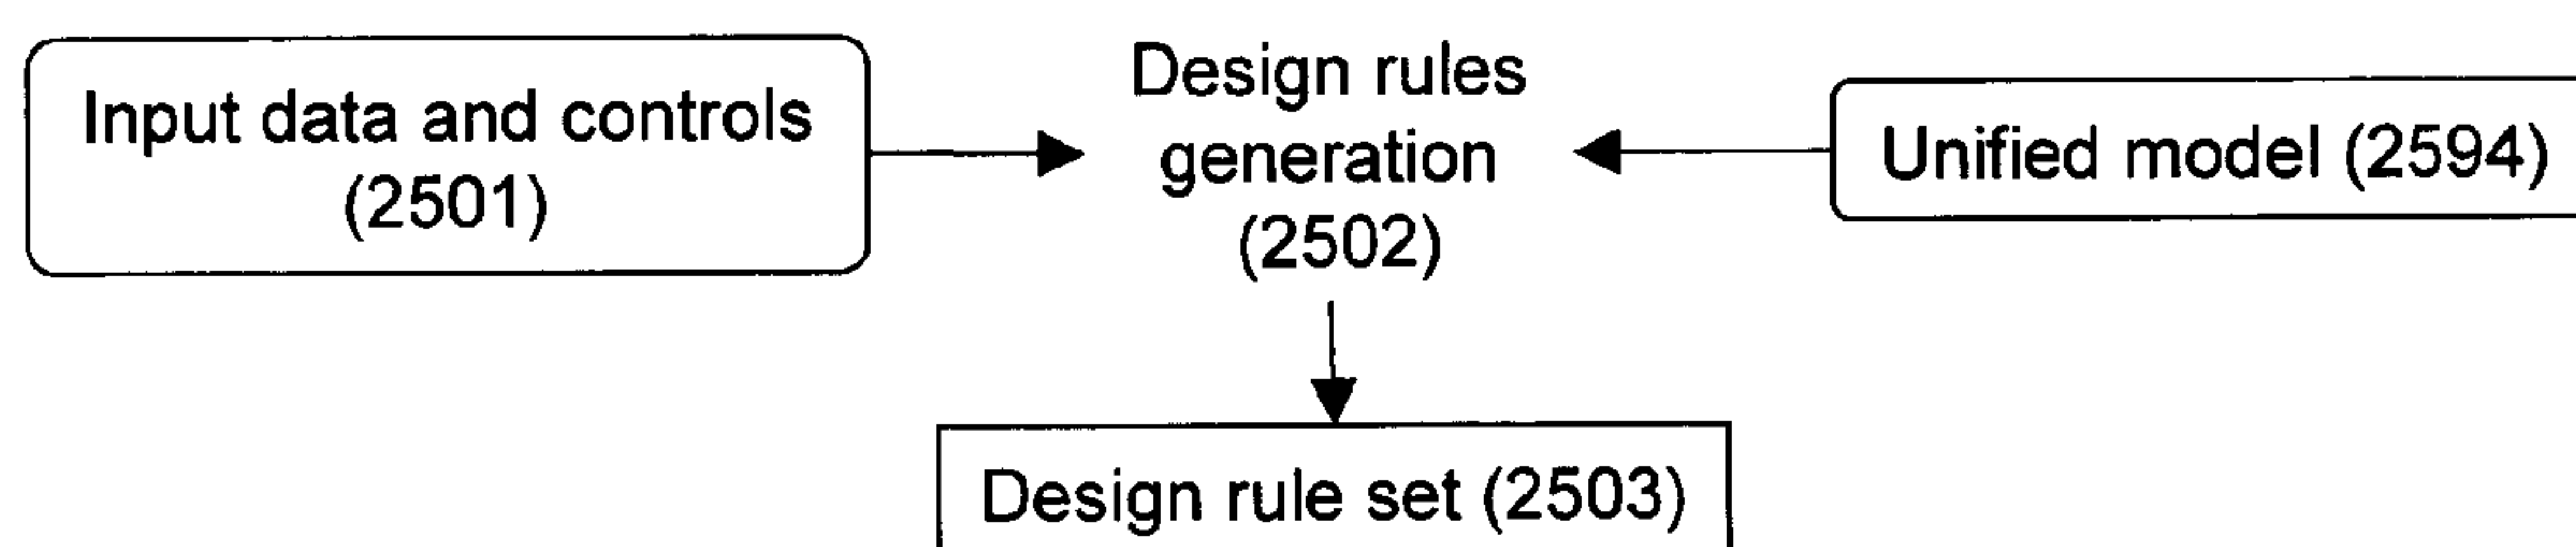 Input data and controls
(2501)
Design rules
generation
(2502)
Unified model (2594)
Design rule set (2503)